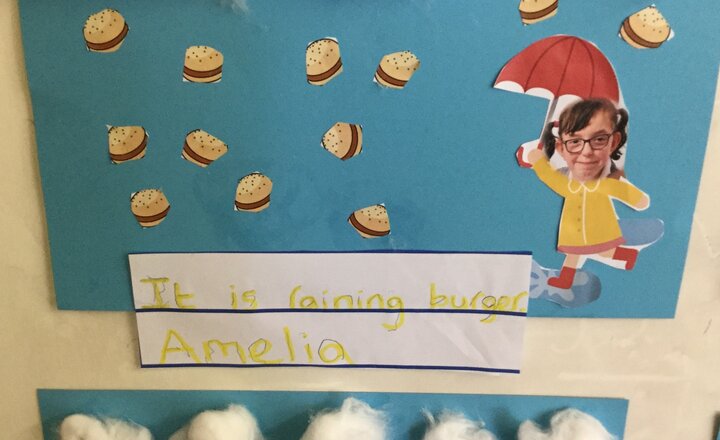 It is raining burger
Amelia